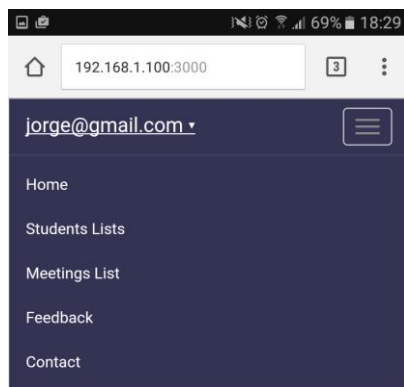 69% 18:29
192.168.1.100:3000 3
jorge@gmail.com
Home
Students Lists
Meetings List
Feedback
Contact